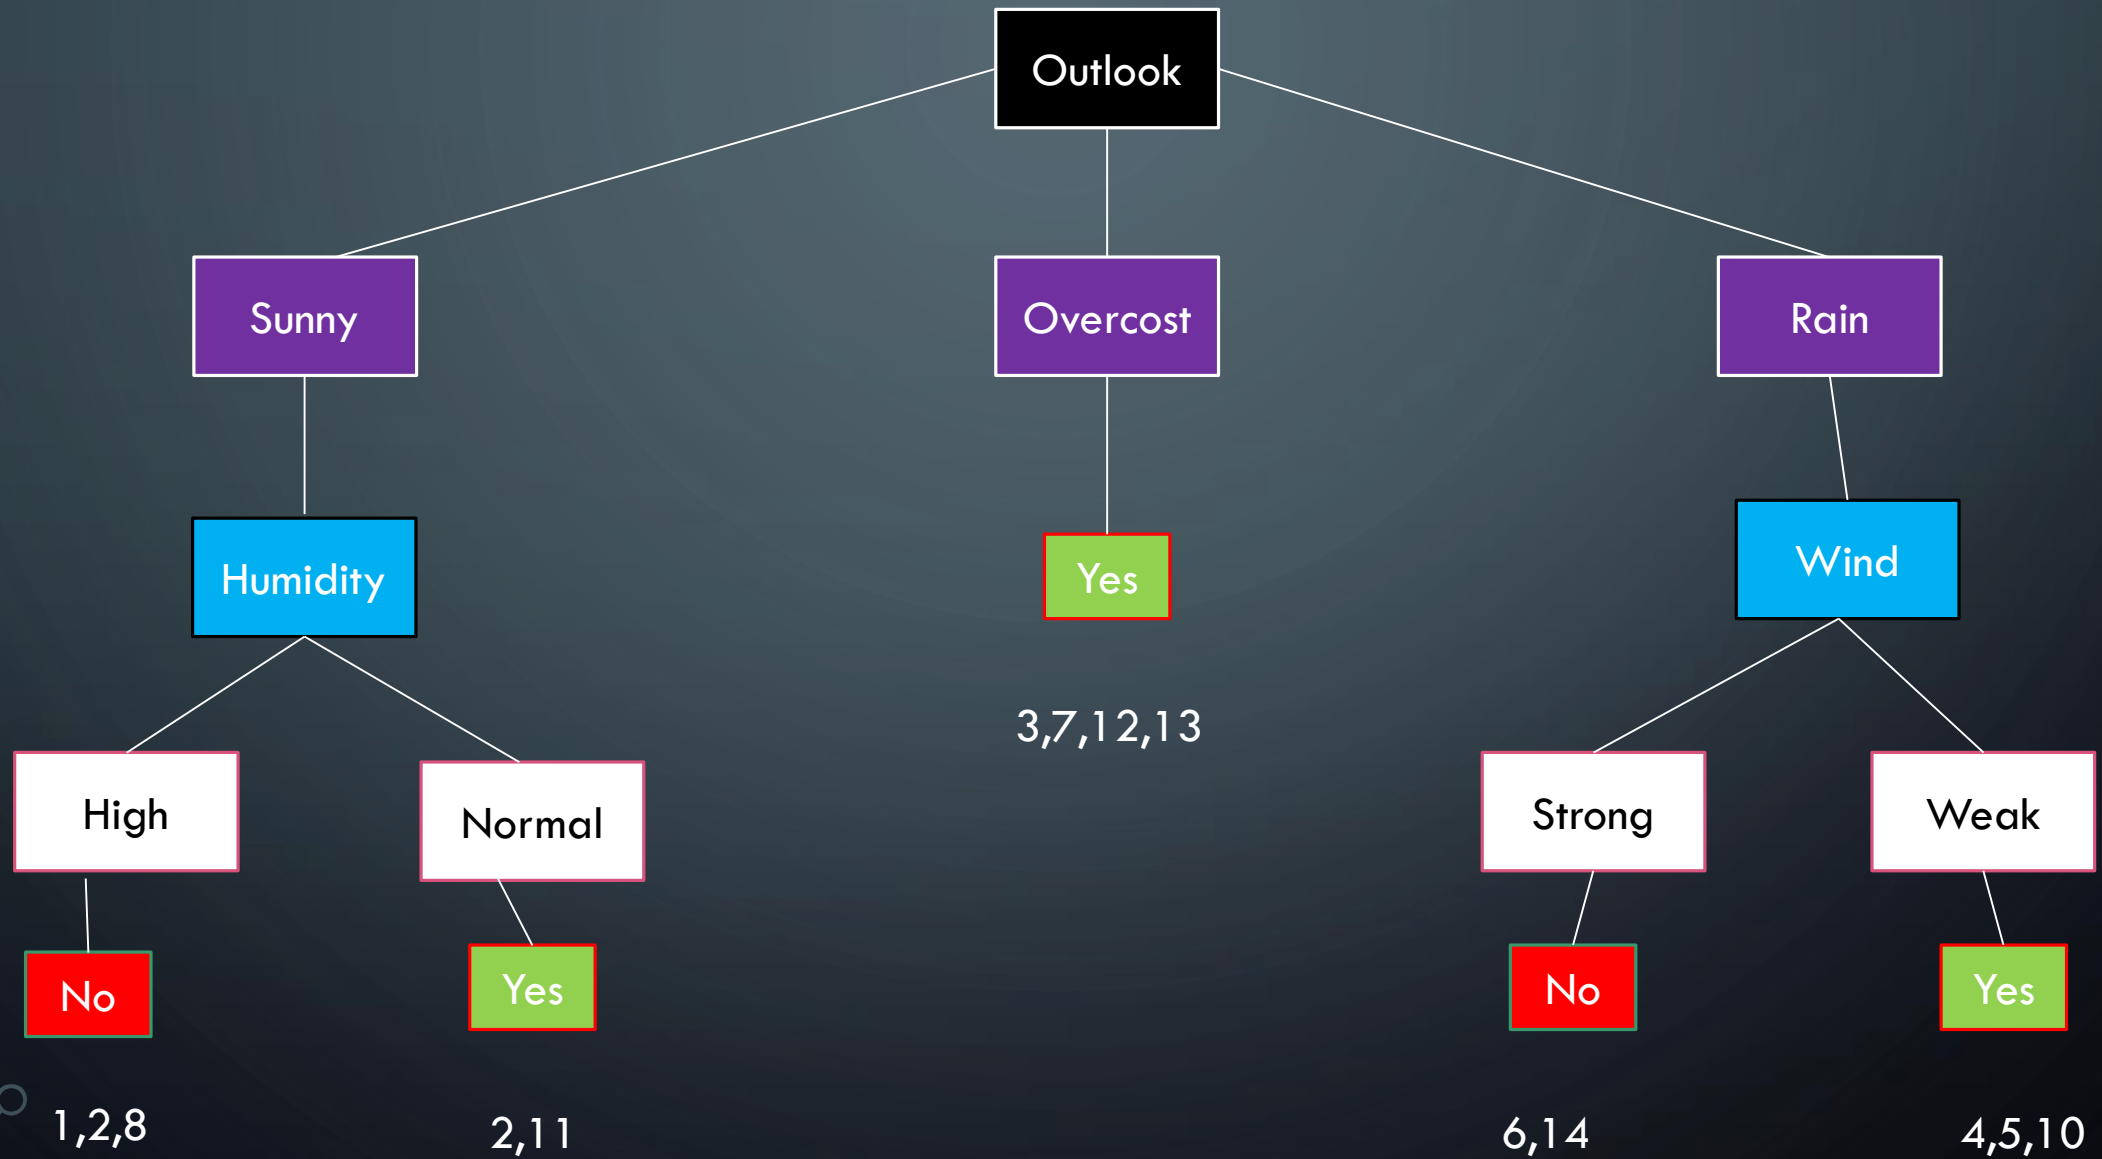 Outlook
Sunny
Overcost
Rain
Humidity
Yes
Wind
3,7,12,13
High
Normal
Strong
Weak
No
Yes
No
Yes
1,2,8
2,11
6,14
4,5,10